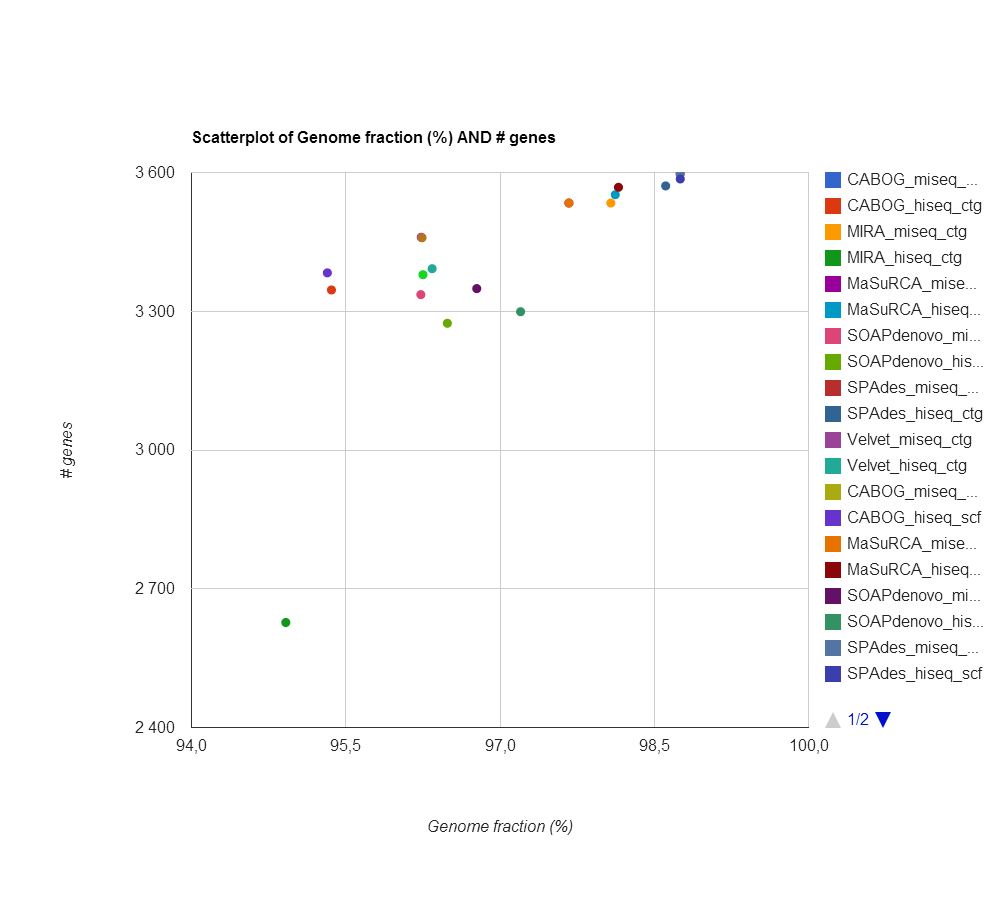 Scatterplot of Genome fraction (%) AND # genes
3 600
3 300
3 000
2 700
2 400
# genes
94,0
95,5
97,0
98,5
100,0
Genome fraction (%)
CABOG_miseq_...
CABOG_hiseq_ctg
MIRA_miseq_ctg
MIRA_hiseq_ctg
MaSuRCA_mise...
MaSuRCA_hiseq...
SOAPdenovo_mi...
SOAPdenovo_his...
SPAdes_miseq_...
SPAdes_hiseq_ctg
Velvet_miseq_ctg
Velvet_hiseq_ctg
CABOG_miseq_...
CABOG_hiseq_scf
MaSuRCA_mise...
MaSuRCA_hiseq...
SOAPdenovo_mi...
SOAPdenovo_his...
SPAdes_miseq_...
SPAdes_hiseq_scf
1/2